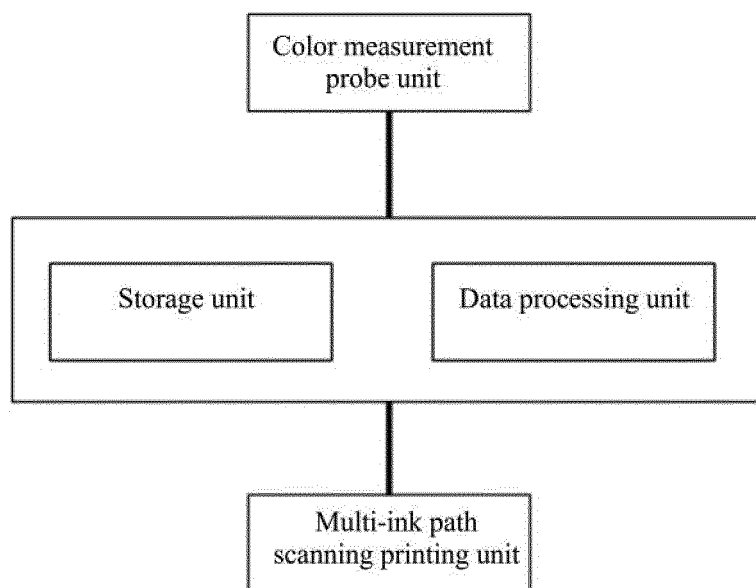 Color measurement
probe unit
Storage unit
Data processing unit
Multi-ink path
scanning printing unit